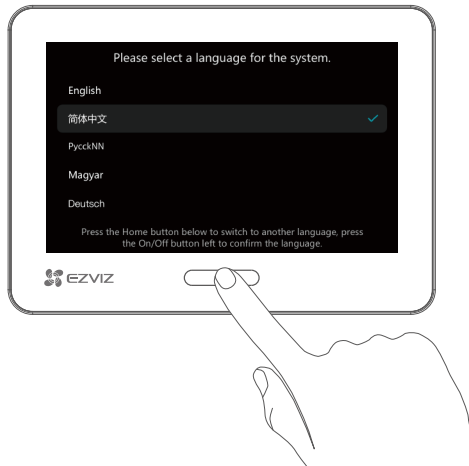 Please select a language for the system.
English
简体中文
PycckNN
Magyar
Deutsch
Press the Home button below to switch to another language, press
the On/Off button left to confirm the language.
EZVIZ